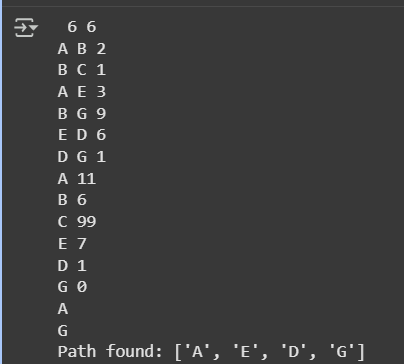 6 6
A B 2
B C 1
A E 3
B G 9
E D 6
D G 1
A 11
B 6
C 99
E 7
D 1
G 0
A
G
Path found: ['A', 'E', 'D', 'G']